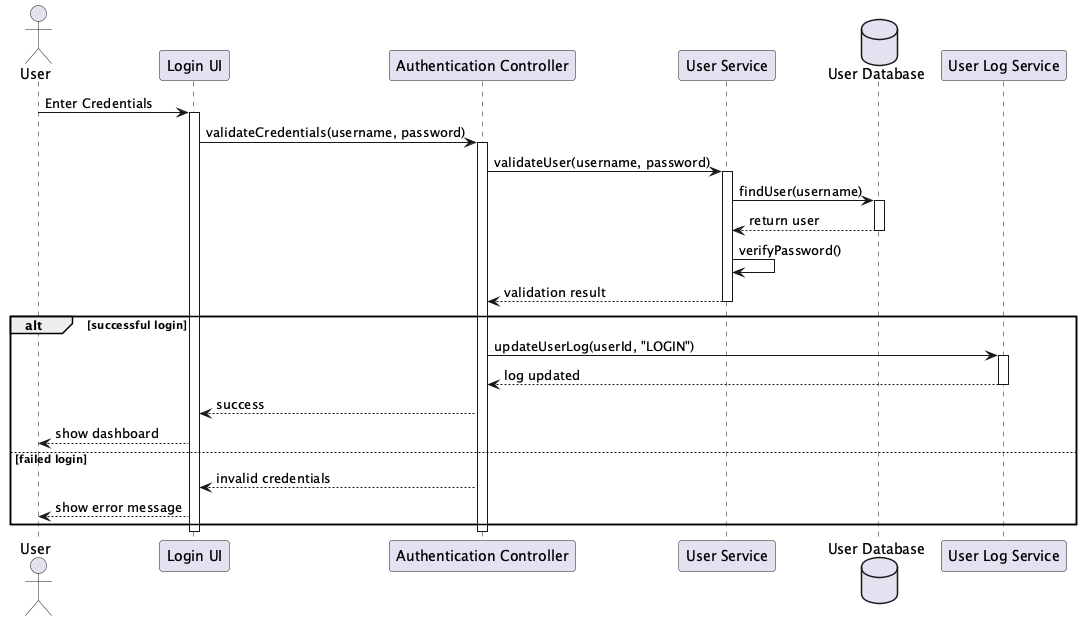 User
Login UI
Authentication Controller
User Service
User Database
User Log Service
Enter Credentials
validateCredentials(username, password)
validateUser(username, password)
findUser(username)
return user
verifyPassword()
validation result
alt
[successful login]
updateUserLog(userId, "LOGIN")
log updated
success
show dashboard
[failed login]
invalid credentials
show error message
User
Login UI
Authentication Controller
User Service
User Database
User Log Service